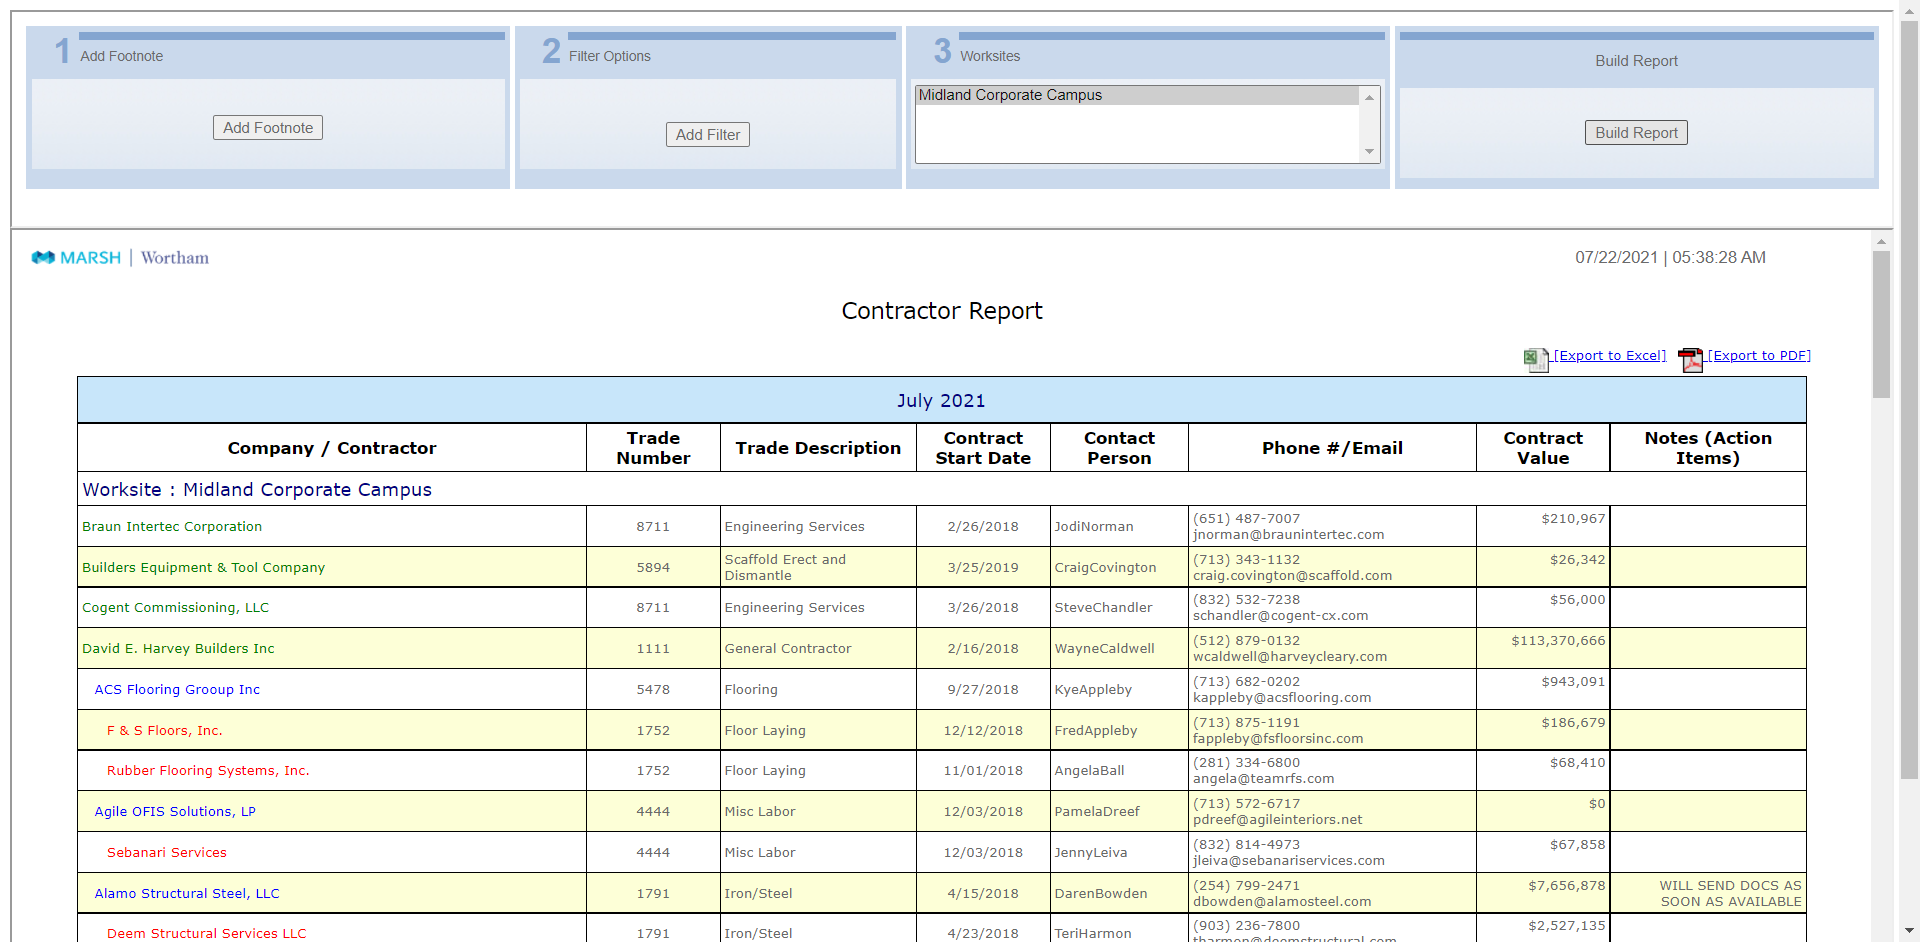 1 Add Footnote
Add Footnote
2 Filter Options
Add Filter
3 Worksites
Midland Corporate Campus
Build Report
Build Report
MARSH | Wortham
07/22/2021 | 05:38:28 AM
Contractor Report
[Export to Excel] [Export to PDF]
July 2021
Company / Contractor
Trade
Number
Trade Description
Contract
Start Date
Contact
Person
Phone #/Email
Contract
Value
Notes (Action
Items)
Worksite : Midland Corporate Campus
Braun Intertec Corporation
8711
Engineering Services
2/26/2018
JodiNorman
(651) 487-7007
jnorman@braunintertec.com
$210,967
Builders Equipment & Tool Company
5894
Scaffold Erect and
Dismantle
3/25/2019
CraigCovington
(713) 343-1132
craig.covington@scaffold.com
$26,342
Cogent Commissioning, LLC
8711
Engineering Services
3/26/2018
SteveChandler
(832) 532-7238
schandler@cogent-cx.com
$56,000
David E. Harvey Builders Inc
1111
General Contractor
2/16/2018
WayneCaldwell
(512) 879-0132
wcaldwell@harveycleary.com
$113,370,666
ACS Flooring Grooup Inc
5478
Flooring
9/27/2018
KyeAppleby
(713) 682-0202
kappleby@acsflooring.com
$943,091
F & S Floors, Inc.
1752
Floor Laying
12/12/2018
FredAppleby
(713) 875-1191
fappleby@fsfloorsinc.com
$186,679
Rubber Flooring Systems, Inc.
1752
Floor Laying
11/01/2018
AngelaBall
(281) 334-6800
angela@teamrfs.com
$68,410
Agile OFIS Solutions, LP
4444
Misc Labor
12/03/2018
PamelaDreef
(713) 572-6717
pdreef@agileinteriors.net
$0
Sebanari Services
4444
Misc Labor
12/03/2018
JennyLeiva
(832) 814-4973
jleiva@sebanariservices.com
$67,858
Alamo Structural Steel, LLC
1791
Iron/Steel
4/15/2018
DarenBowden
(254) 799-2471
dbowden@alamosteel.com
$7,656,878
WILL SEND DOCS AS
SOON AS AVAILABLE
Deem Structural Services LLC
1791
Iron/Steel
4/23/2018
TeriHarmon
(903) 236-7800
tharmon@deemstructural.com
$2,527,135